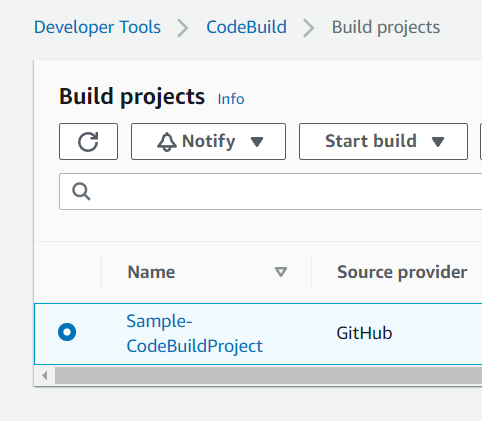 Developer Tools > CodeBuild > Build projects
Build projects Info
Notify Start build
Name Source provider
Sample-
CodeBuildProject GitHub